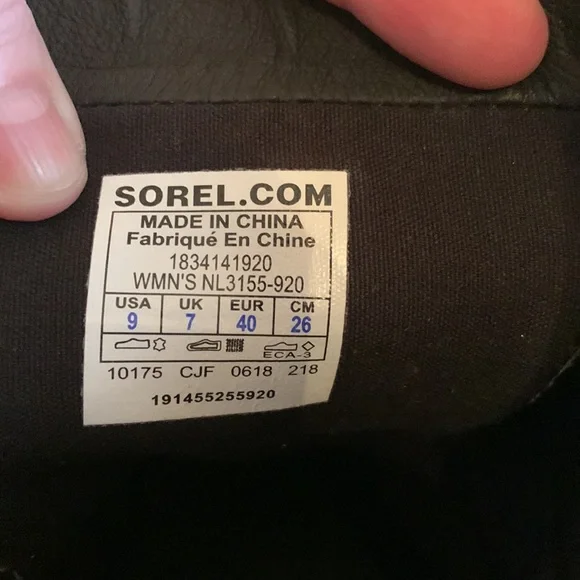 SOREL.COM
MADE IN CHINA
Fabriqué En Chine
1834141920
WMN'S NL3155-920
USA UK EUR CM
9 7 40 26
ECA-3
10175 CJF 0618 218
191455255920